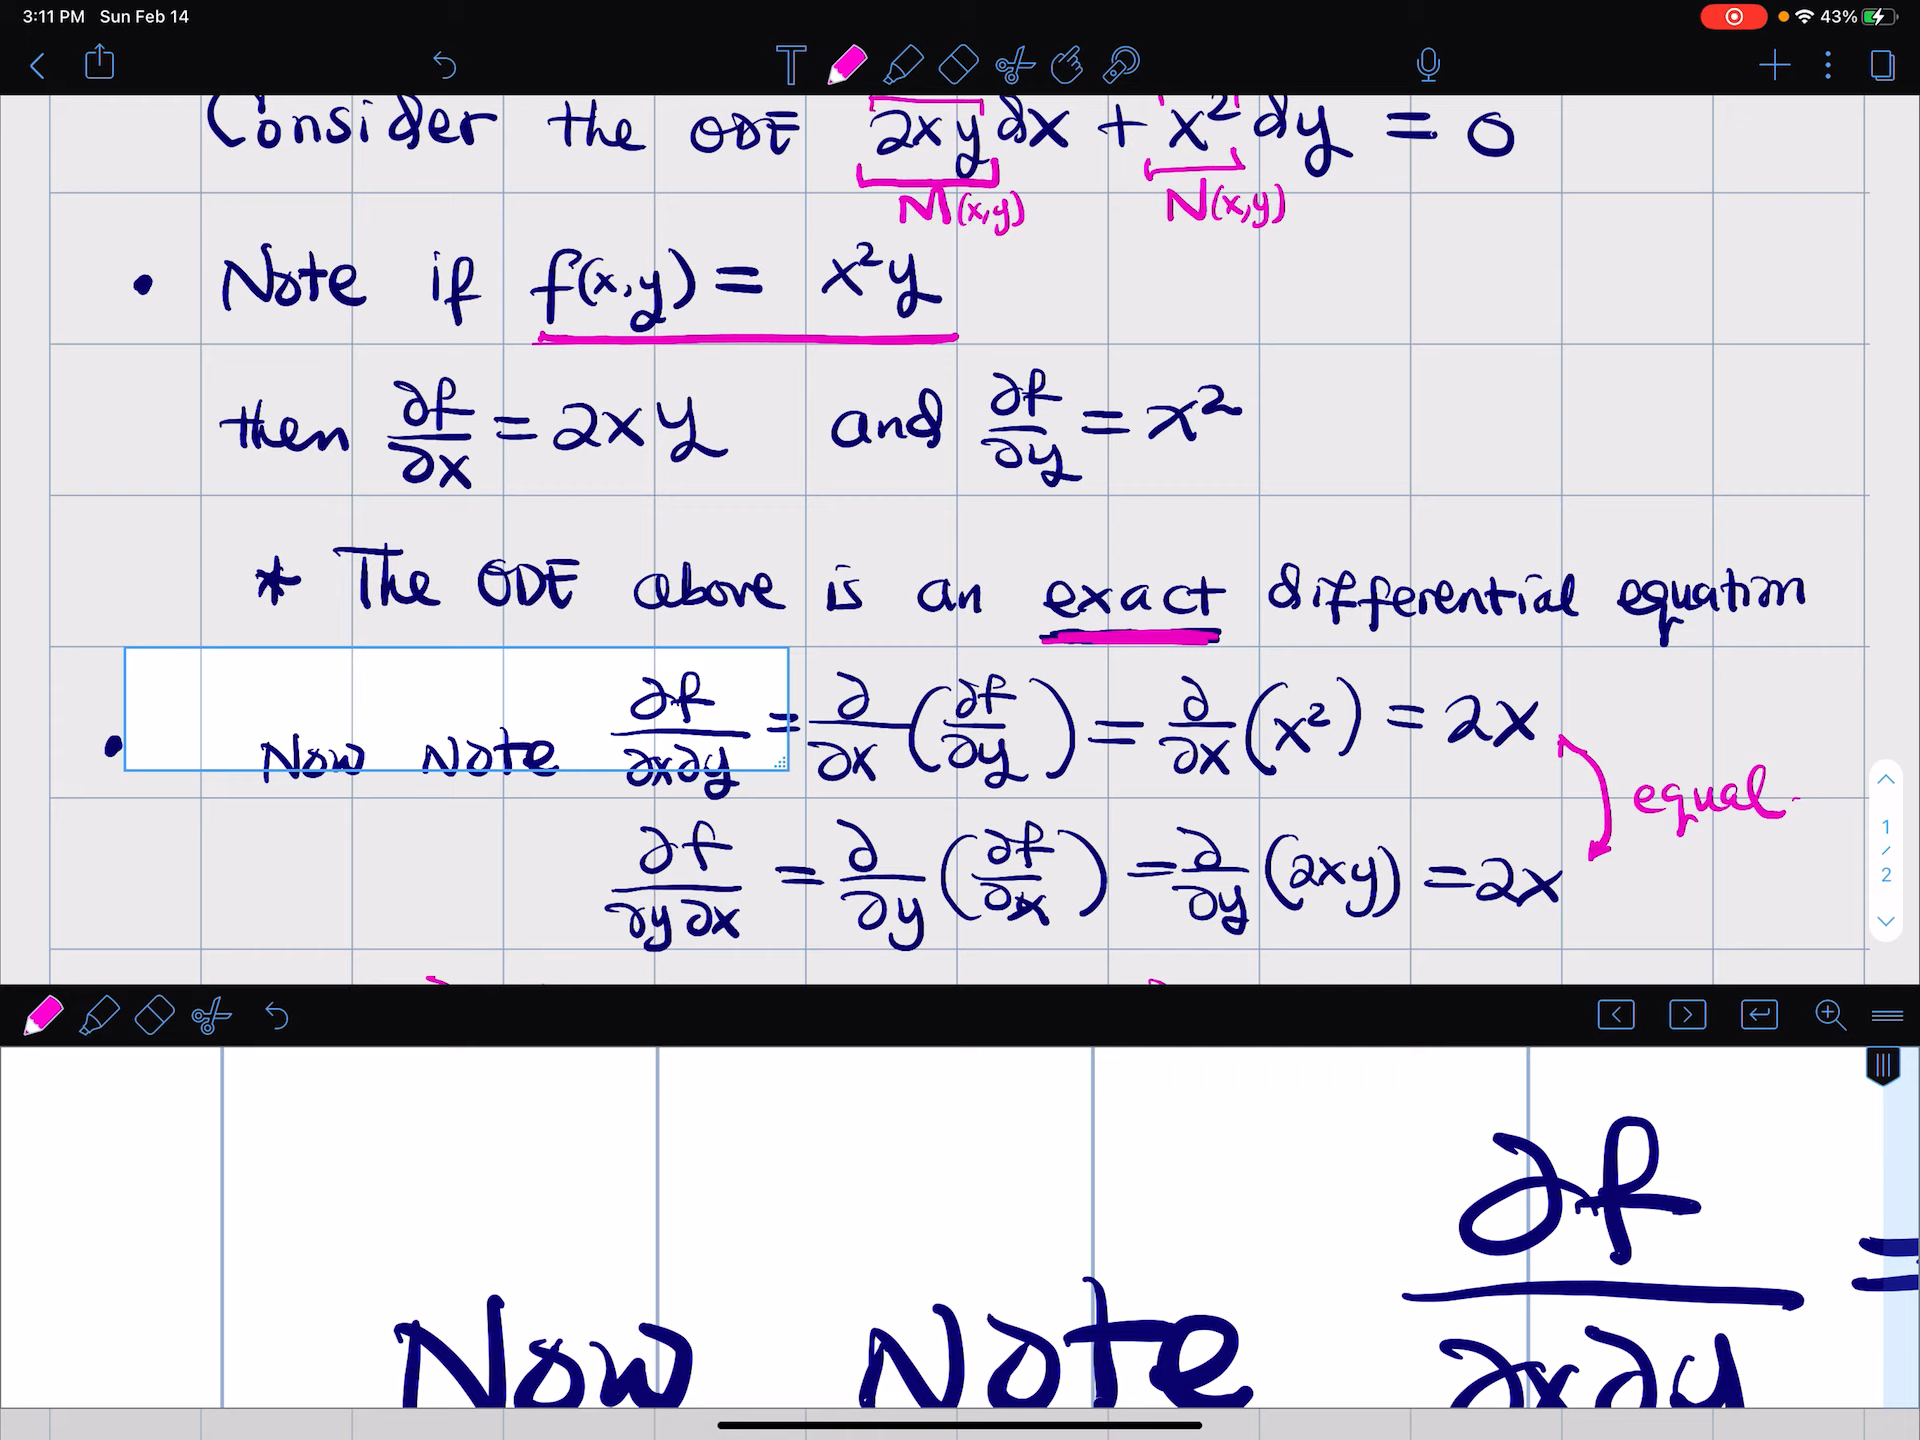 3:11 PM Sun Feb 14
43%
T
Consider the ODE 2xy dx + x² dy = 0
M(x,y) N(x,y)
• Note if f(x,y) = x²y
then ∂f/∂x = 2xy and ∂f/∂y = x²
* The ODE above is an exact differential equation
• Now Note ∂f/∂x∂y = ∂/∂x (∂f/∂y) = ∂/∂x (x²) = 2x
equal.
∂f/∂y∂x = ∂/∂y (∂f/∂x) = ∂/∂y (2xy) = 2x
1
/
2
Now Note ∂f/∂x∂y =